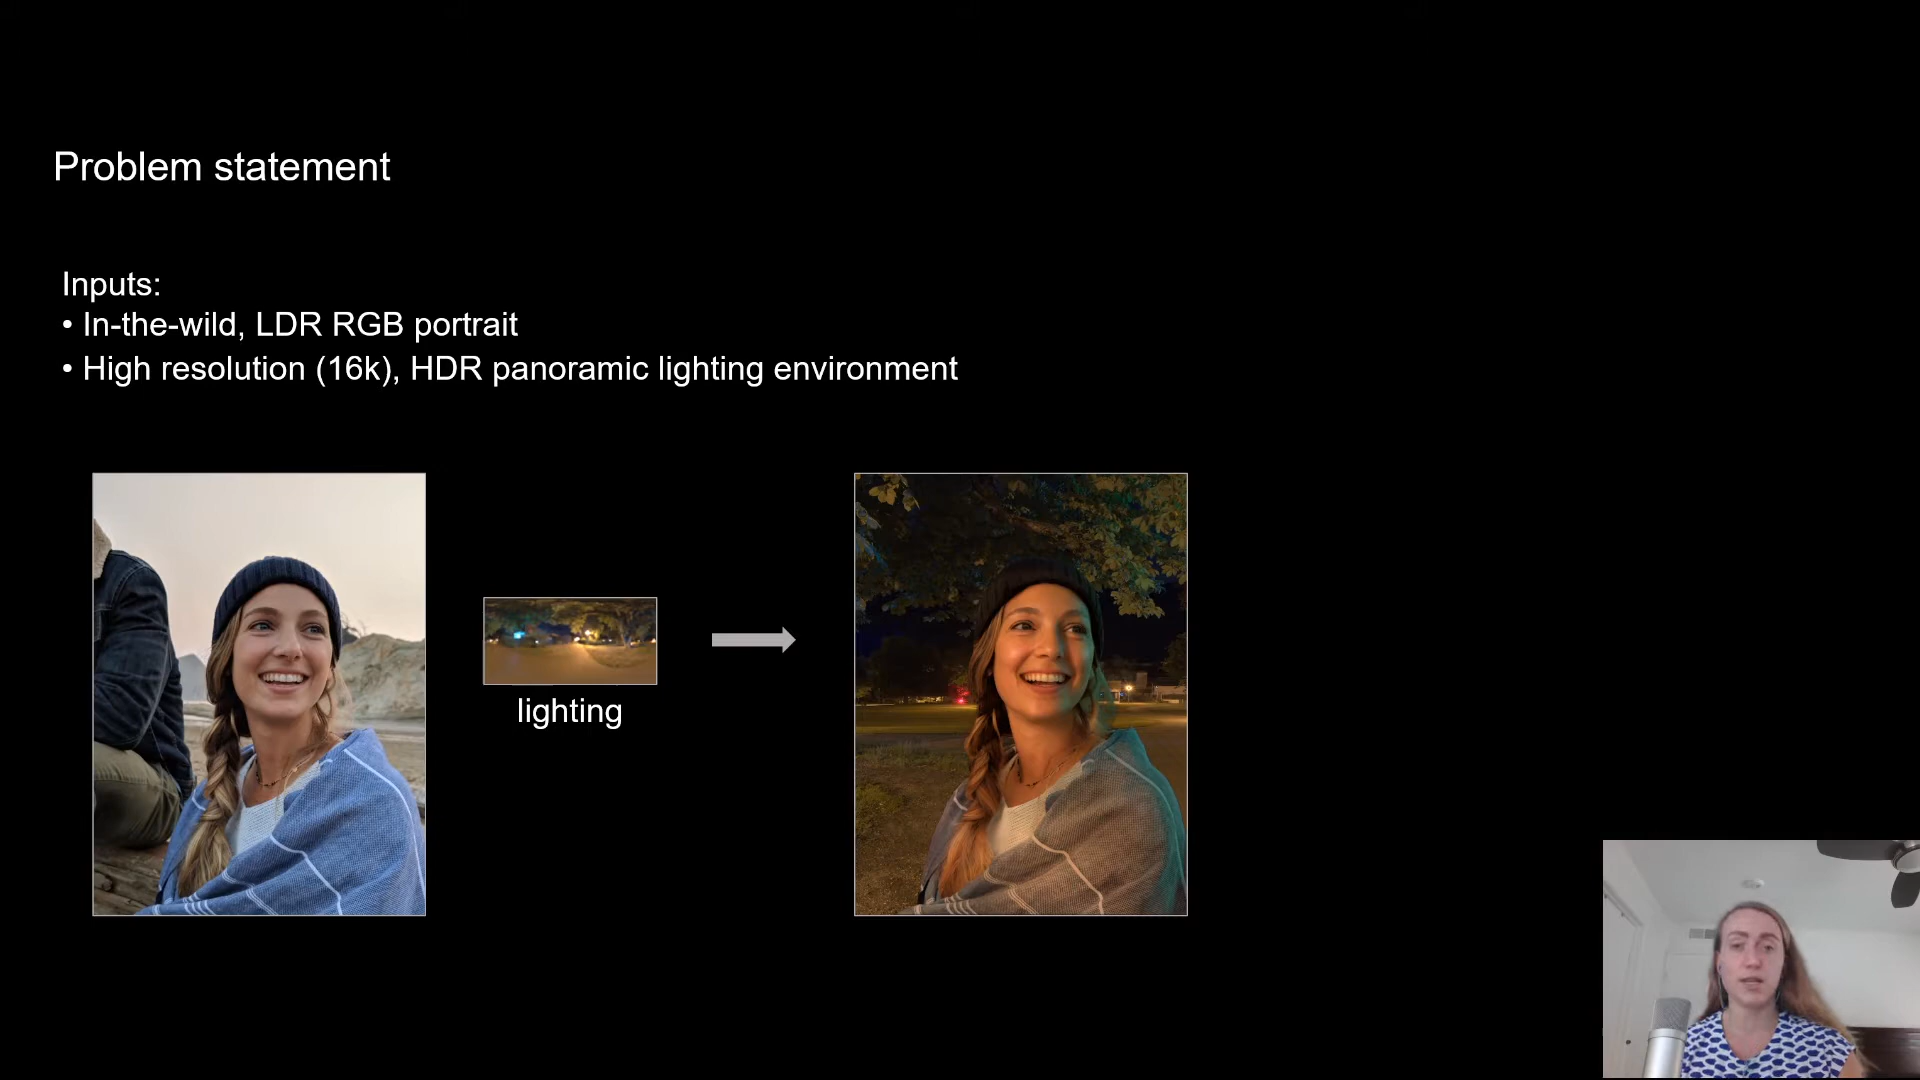 Problem statement
Inputs:
• In-the-wild, LDR RGB portrait
• High resolution (16k), HDR panoramic lighting environment
lighting